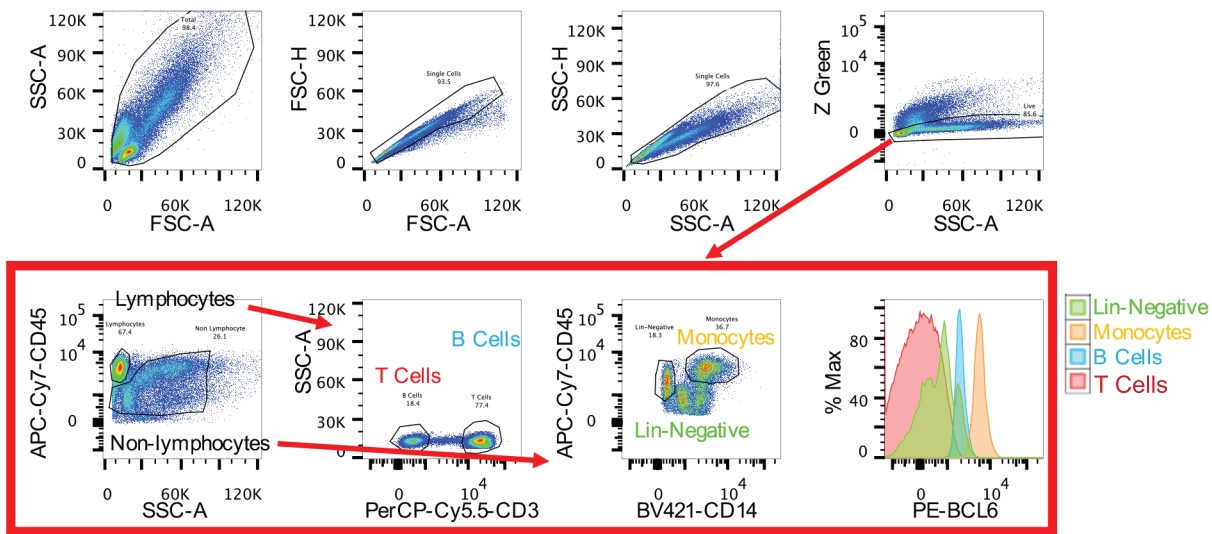 120K
90K
60K
30K
0
SSC-A
Total
98.4
0
60K
120K
FSC-A
120K
90K
60K
30K
0
FSC-H
Single Cells
93.5
0
60K
120K
FSC-A
120K
90K
60K
30K
0
SSC-H
Single Cells
97.6
0
60K
120K
SSC-A
10^5
10^4
0
Z Green
Live
85.6
0
60K
120K
SSC-A
Lymphocytes
10^5
10^4
0
APC-Cy7-CD45
Lymphocytes
67.4
Non Lymphocyte
26.1
Non-lymphocytes
0
60K
120K
SSC-A
120K
90K
60K
30K
0
SSC-A
B Cells
T Cells
B Cells
18.4
T Cells
77.4
0
10^4
PerCP-Cy5.5-CD3
10^5
10^4
0
APC-Cy7-CD45
Lin-Negative
18.3
Monocytes
36.7
Monocytes
Lin-Negative
0
10^4
BV421-CD14
80
40
0
% Max
0
10^4
PE-BCL6
Lin-Negative
Monocytes
B Cells
T Cells